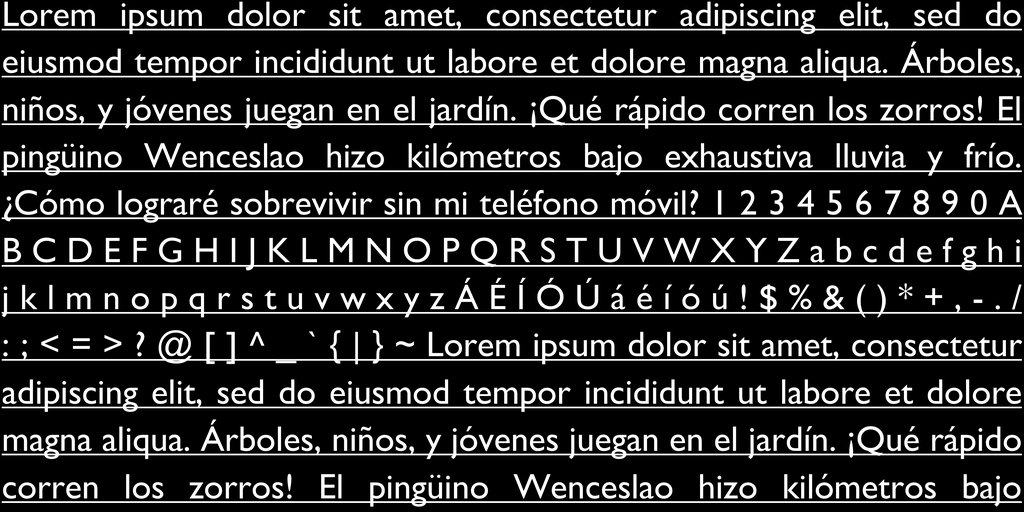 Lorem ipsum dolor sit amet, consectetur adipiscing elit, sed do
eiusmod tempor incididunt ut labore et dolore magna aliqua. Árboles,
niños, y jóvenes juegan en el jardín. ¡Qué rápido corren los zorros! El
pingüino Wenceslao hizo kilómetros bajo exhaustiva lluvia y frío.
¿Cómo lograré sobrevivir sin mi teléfono móvil? 1 2 3 4 5 6 7 8 9 0 A
B C D E F G H I J K L M N O P Q R S T U V W X Y Z a b c d e f g h i
j k l m n o p q r s t u v w x y z Á É Í Ó Ú á é í ó ú ! $ % & ( ) * + , - . /
: ; < = > ? @ [ ] ^ _ ` { | } ~ Lorem ipsum dolor sit amet, consectetur
adipiscing elit, sed do eiusmod tempor incididunt ut labore et dolore
magna aliqua. Árboles, niños, y jóvenes juegan en el jardín. ¡Qué rápido
corren los zorros! El pingüino Wenceslao hizo kilómetros bajo